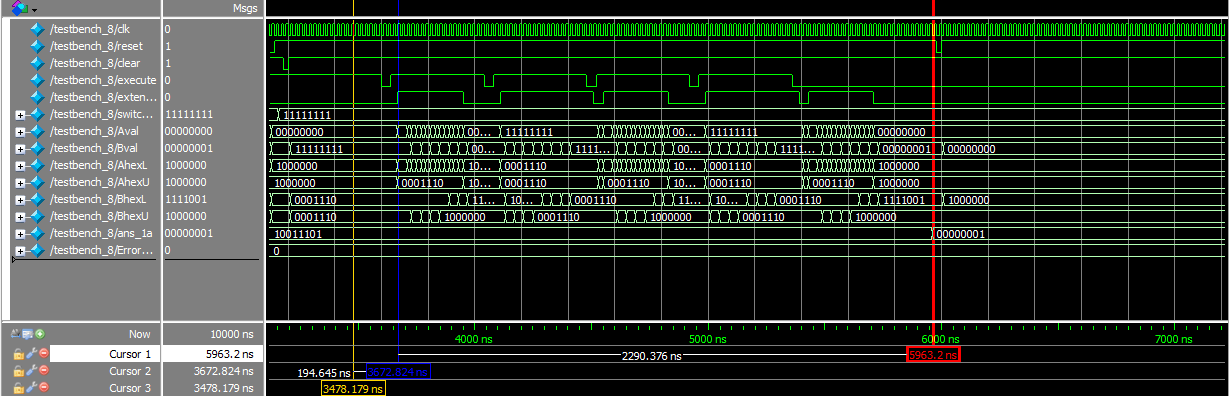 Msgs
/testbench_8/clk 0
/testbench_8/reset 1
/testbench_8/clear 1
/testbench_8/execute 0
/testbench_8/exten... 0
/testbench_8/switc... 11111111 11111111
/testbench_8/Aval 00000000 00000000 00... 11111111 00... 11111111 00000000
/testbench_8/Bval 00000001 11111111 00... 1111... 00... 1111... 00000001 00000000
/testbench_8/AhexL 1000000 1000000 10... 0001110 10... 0001110 1000000
/testbench_8/AhexU 1000000 1000000 0001110 10... 0001110 0001110 10... 0001110 0001110 1000000
/testbench_8/BhexL 1111001 0001110 11... 10... 0001110 11... 10... 0001110 1111001 1000000
/testbench_8/BhexU 1000000 0001110 1000000 0001110 1000000 0001110 1000000
/testbench_8/ans_1a 00000001 10011101 00000001
/testbench_8/Error... 0 0
Now 10000 ns 4000 ns 5000 ns 6000 ns 7000 ns
Cursor 1 5963.2 ns 2290.376 ns 5963.2 ns
Cursor 2 3672.824 ns 194.645 ns 3672.824 ns
Cursor 3 3478.179 ns 3478.179 ns